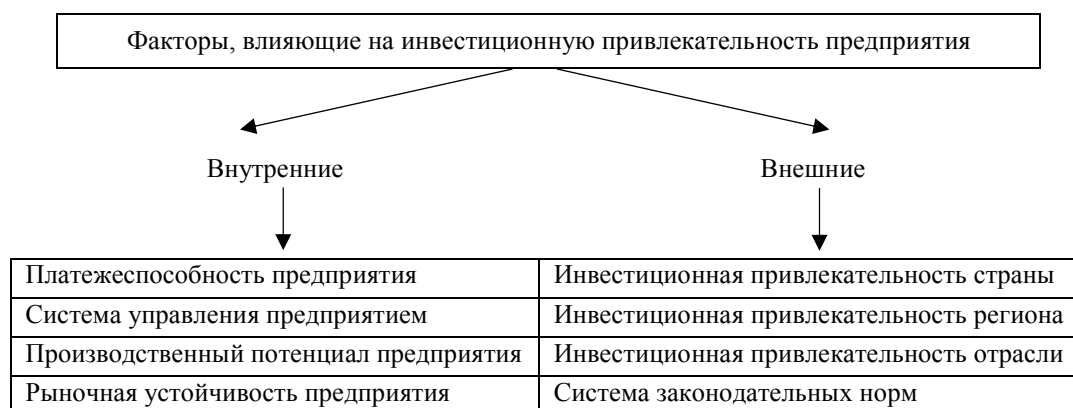 Факторы, влияющие на инвестиционную привлекательность предприятия
Внутренние
Внешние
Платежеспособность предприятия
Инвестиционная привлекательность страны
Система управления предприятием
Инвестиционная привлекательность региона
Производственный потенциал предприятия
Инвестиционная привлекательность отрасли
Рыночная устойчивость предприятия
Система законодательных норм